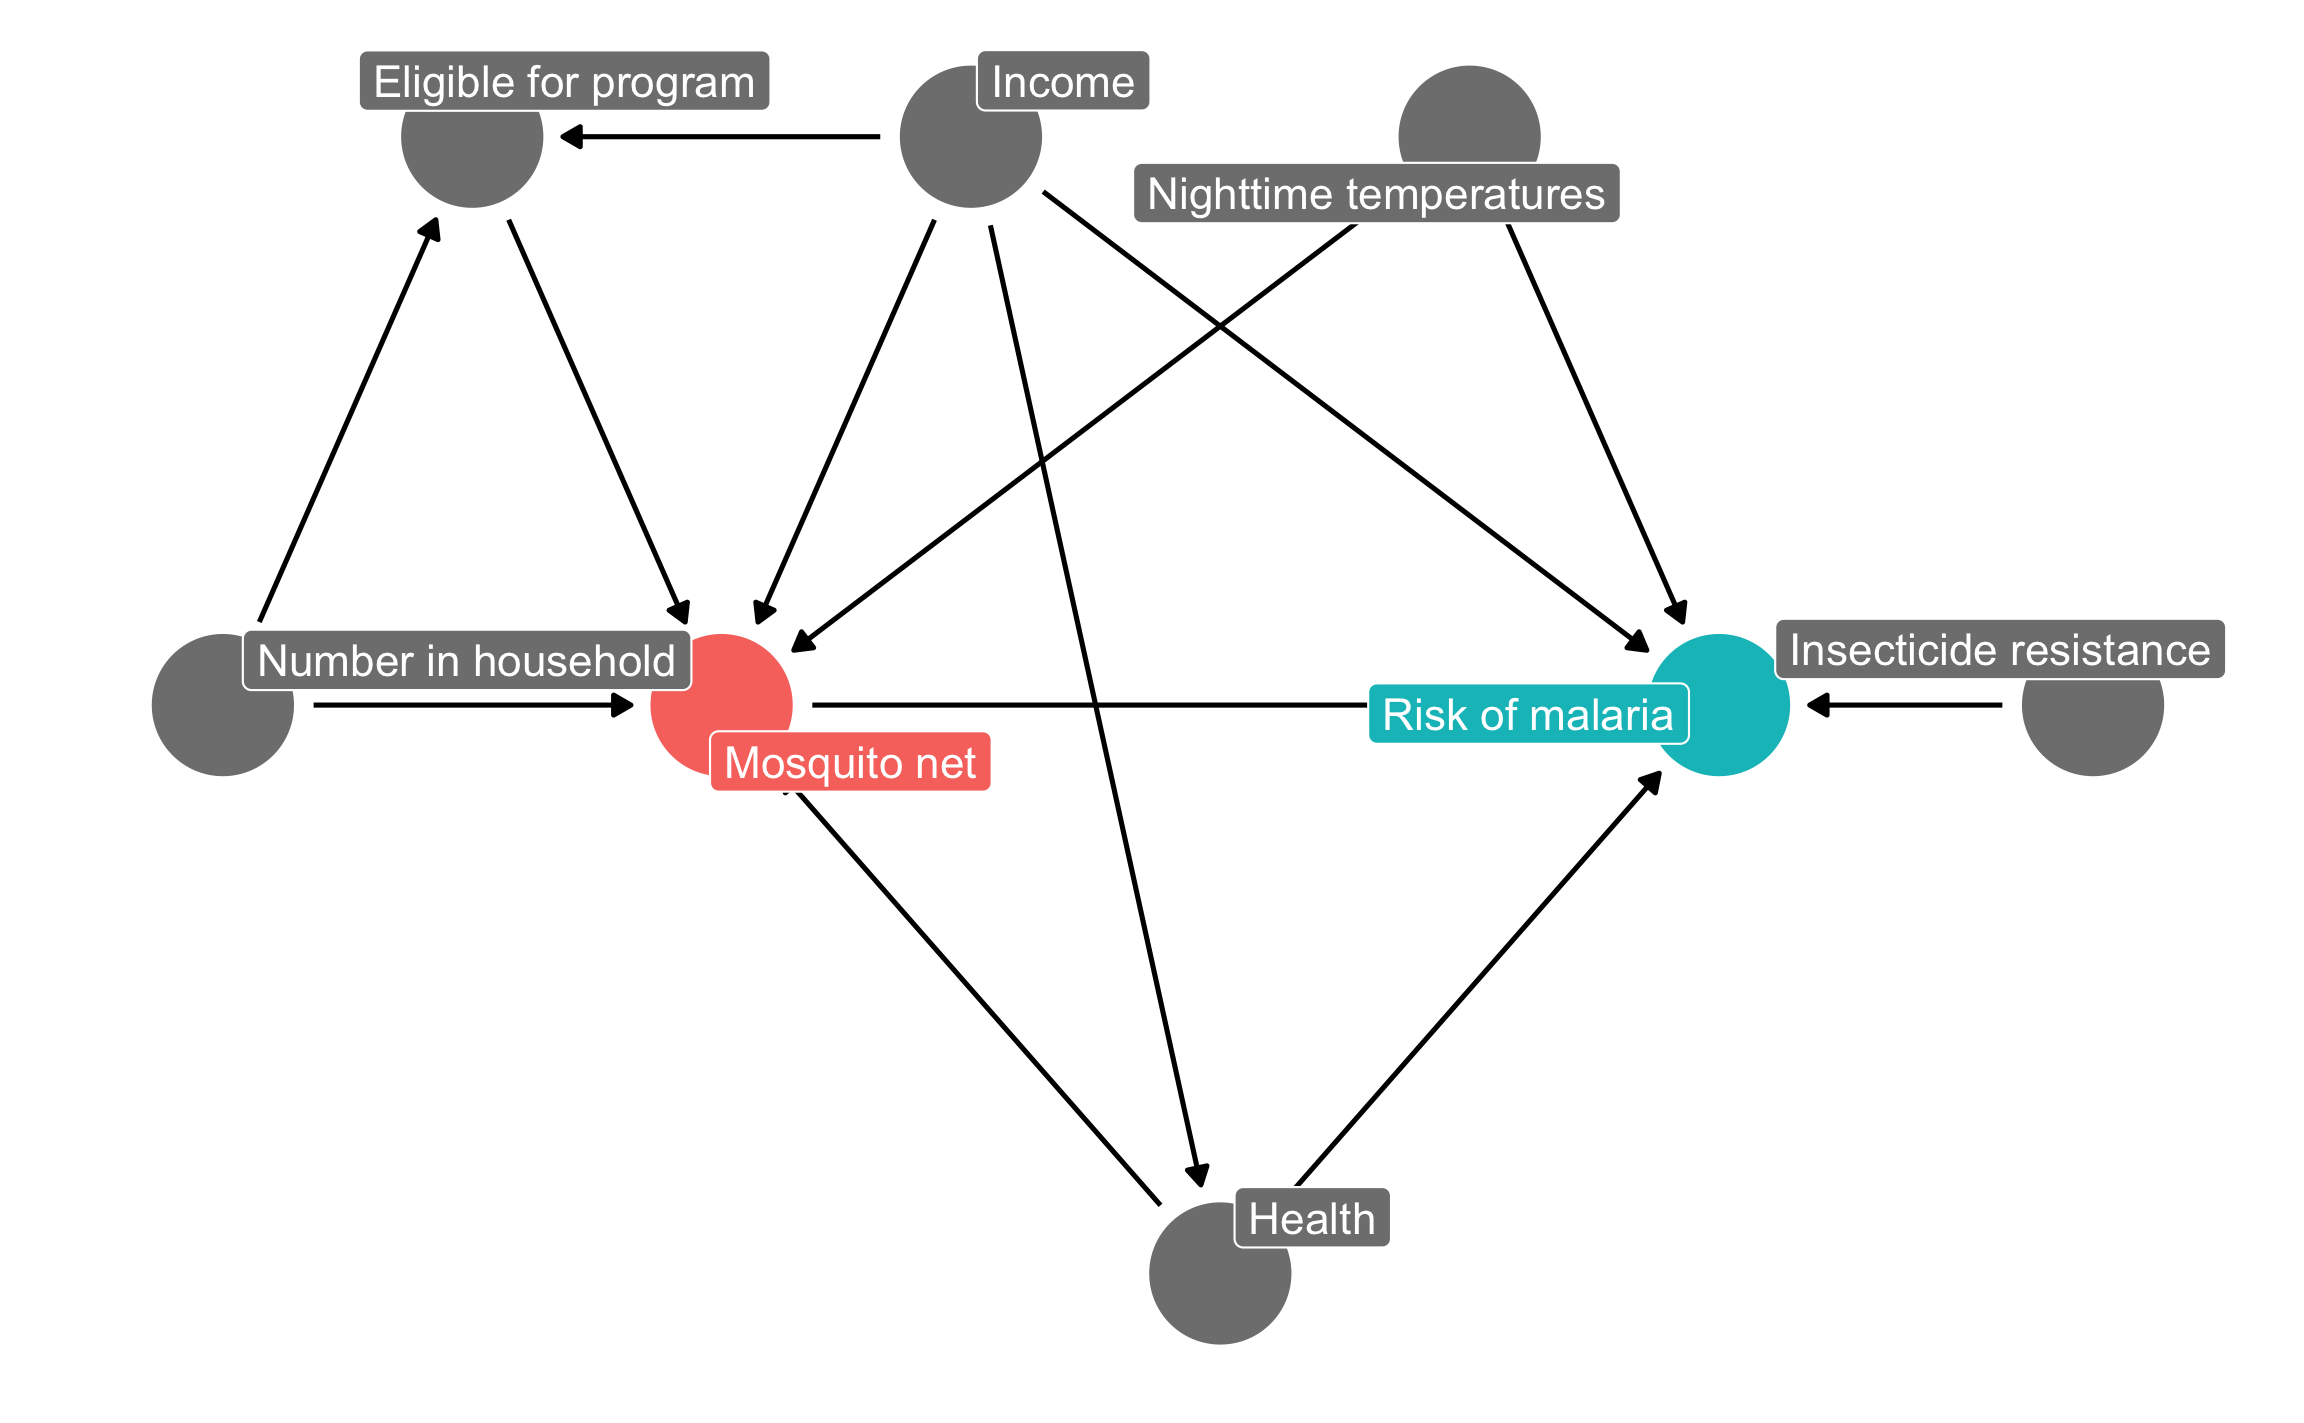 Eligible for program
Income
Nighttime temperatures
Number in household
Insecticide resistance
Risk of malaria
Mosquito net
Health